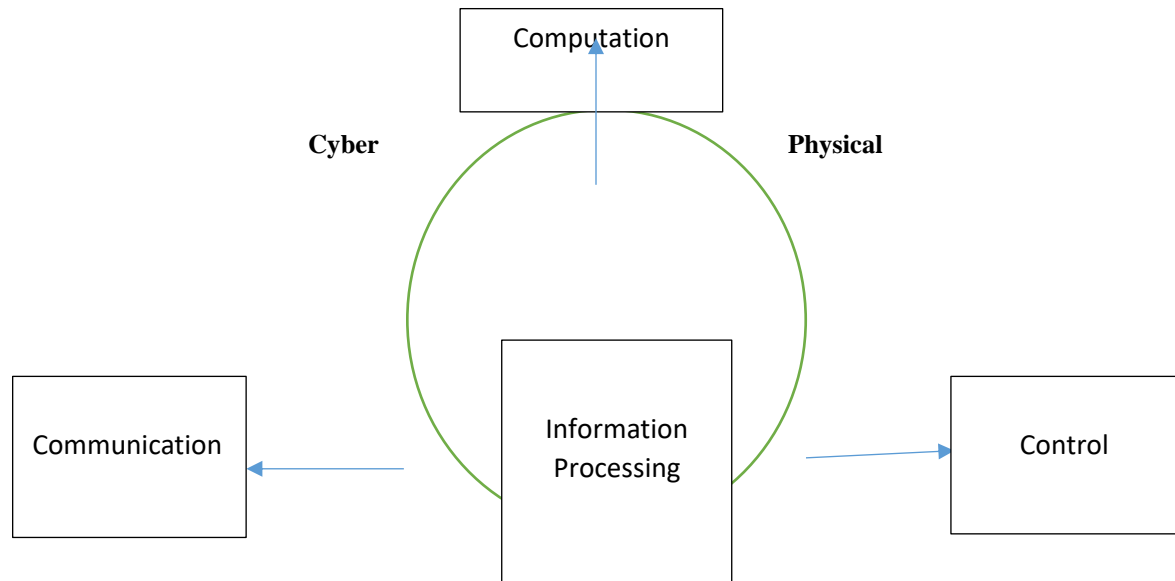 Computation
Cyber
Physical
Communication
Information
Processing
Control